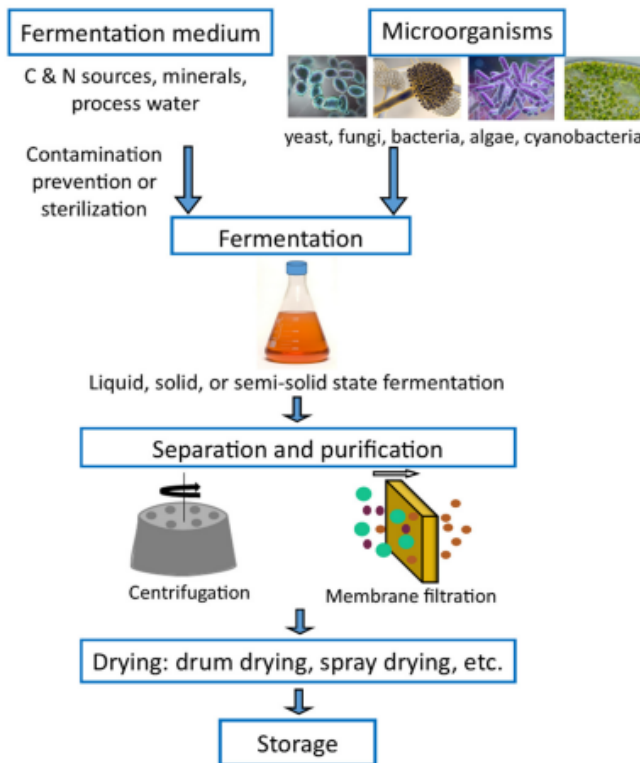 Fermentation medium
Microorganisms
C & N sources, minerals,
process water
yeast, fungi, bacteria, algae, cyanobacteria
Contamination
prevention or
sterilization
Fermentation
Liquid, solid, or semi-solid state fermentation
Separation and purification
Centrifugation
Membrane filtration
Drying: drum drying, spray drying, etc.
Storage